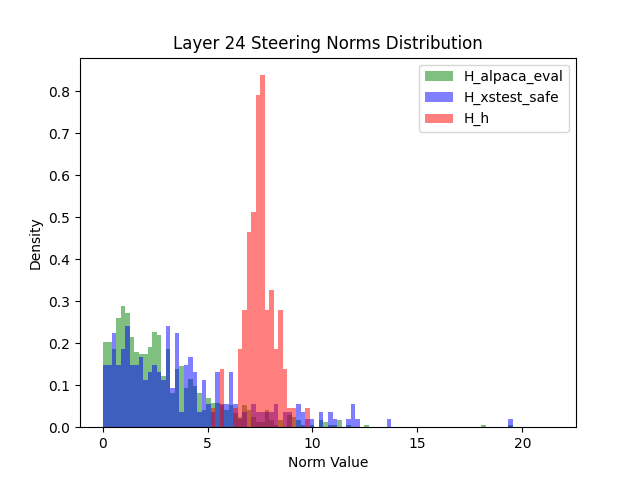 Layer 24 Steering Norms Distribution
H_alpaca_eval
H_xstest_safe
H_h
Density
0.8
0.7
0.6
0.5
0.4
0.3
0.2
0.1
0.0
0 5 10 15 20
Norm Value